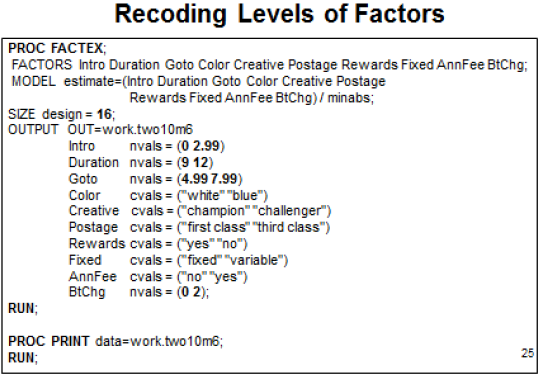 Recoding Levels of Factors
PROC FACTEX;
FACTORS Intro Duration Goto Color Creative Postage Rewards Fixed AnnFee BtChg;
MODEL estimate=(Intro Duration Goto Color Creative Postage
Rewards Fixed AnnFee BtChg) / minabs;
SIZE design = 16;
OUTPUT OUT=work.two10m6
Intro nvals = (0 2.99)
Duration nvals = (9 12)
Goto nvals = (4.99 7.99)
Color cvals = ("white" "blue")
Creative cvals = ("champion" "challenger")
Postage cvals = ("first class" "third class")
Rewards cvals = ("yes" "no")
Fixed cvals = ("fixed" "variable")
AnnFee cvals = ("no" "yes")
BtChg nvals = (0 2);
RUN;
PROC PRINT data=work.two10m6;
RUN;
25